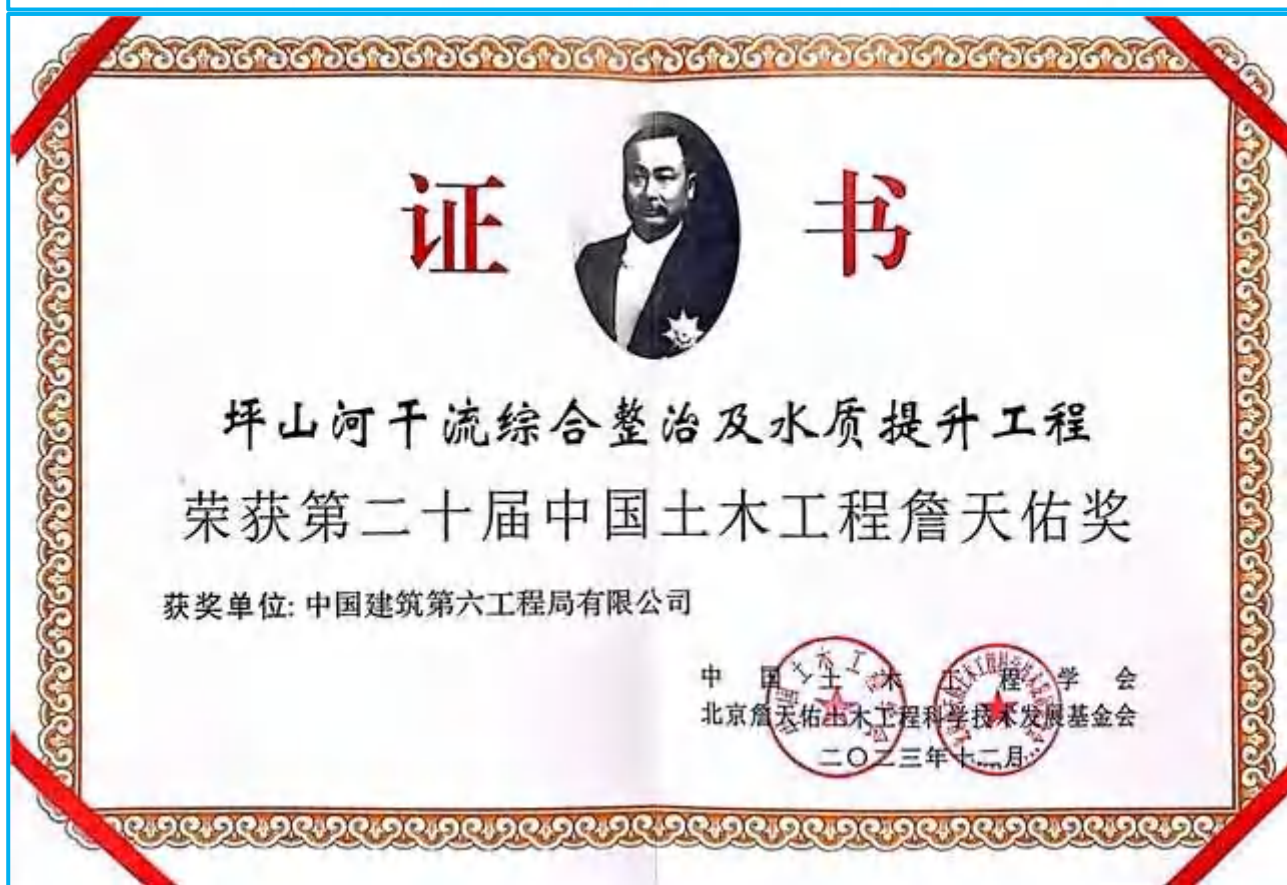 证 书
坪山河干流综合整治及水质提升工程
荣获第二十届中国土木工程詹天佑奖
获奖单位: 中国建筑第六工程局有限公司
中国土木工程学会
北京詹天佑土木工程科学技术发展基金会
二〇二三年十二月